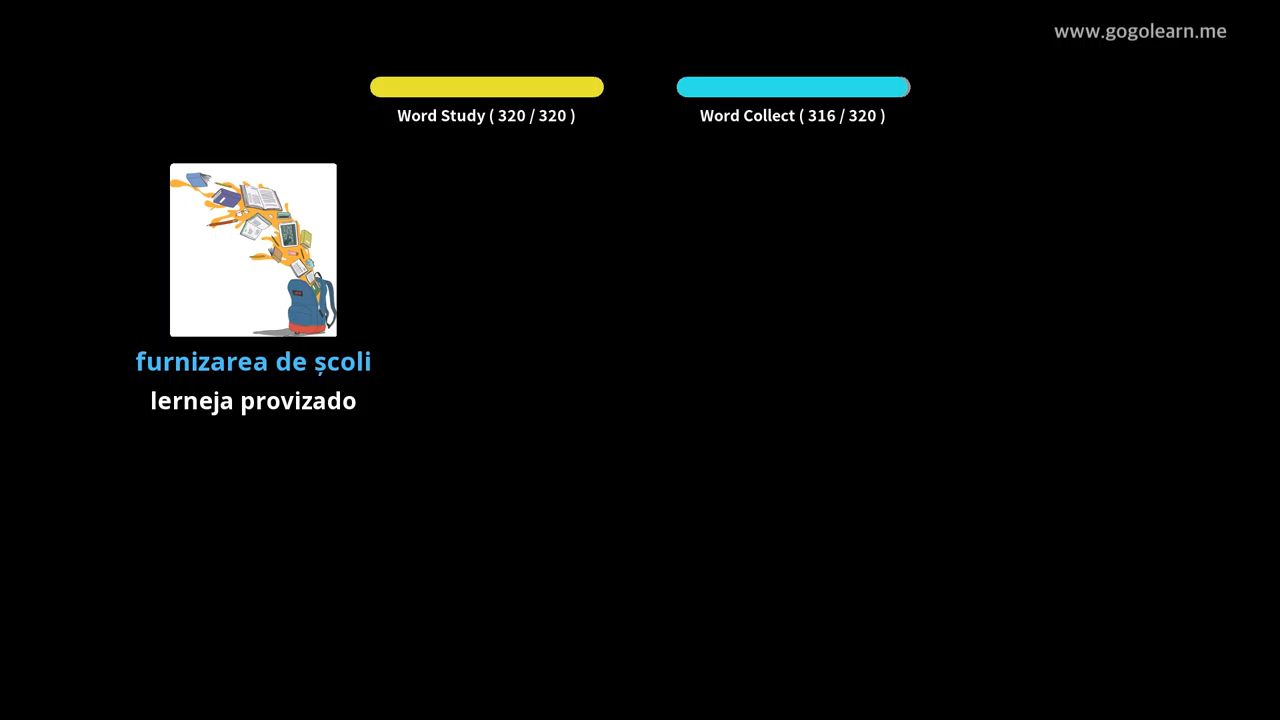 www.gogolearn.me
Word Study ( 320 / 320 )
Word Collect ( 316 / 320 )
furnizarea de școli
lerneja provizado